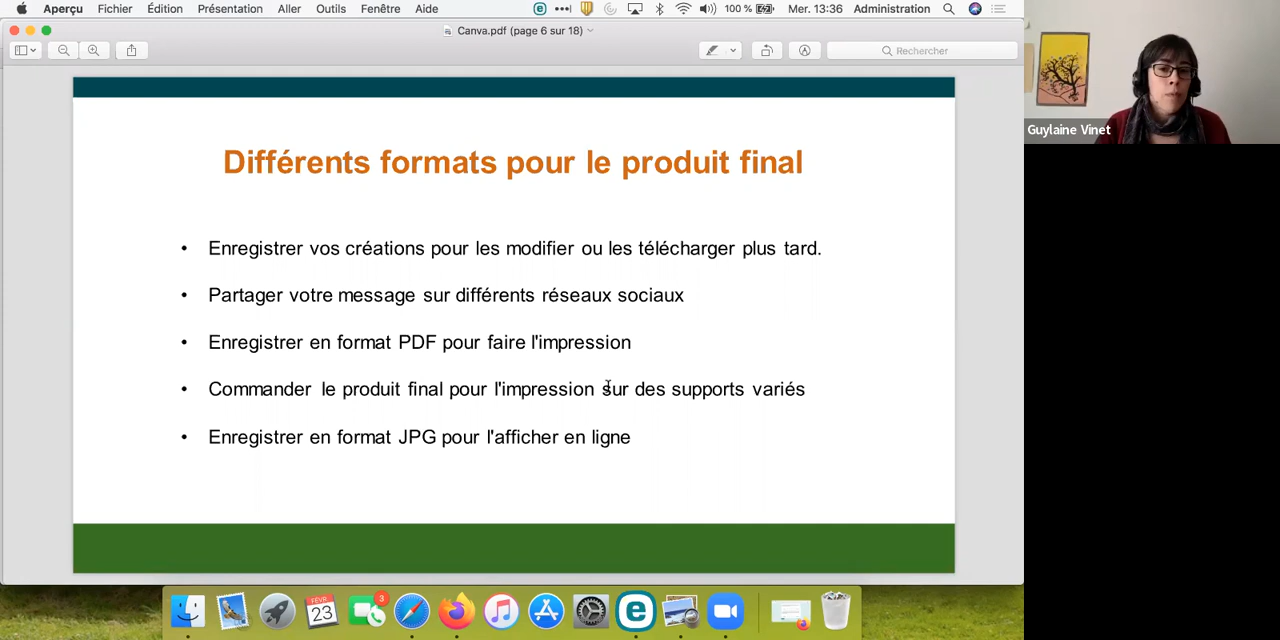 Aperçu Fichier Édition Présentation Aller Outils Fenêtre Aide 100 % Mer. 13:36 Administration
Canva.pdf (page 6 sur 18)
Rechercher
Guylaine Vinet
Différents formats pour le produit final
• Enregistrer vos créations pour les modifier ou les télécharger plus tard.
• Partager votre message sur différents réseaux sociaux
• Enregistrer en format PDF pour faire l'impression
• Commander le produit final pour l'impression sur des supports variés
• Enregistrer en format JPG pour l'afficher en ligne
FÉVR
23
3